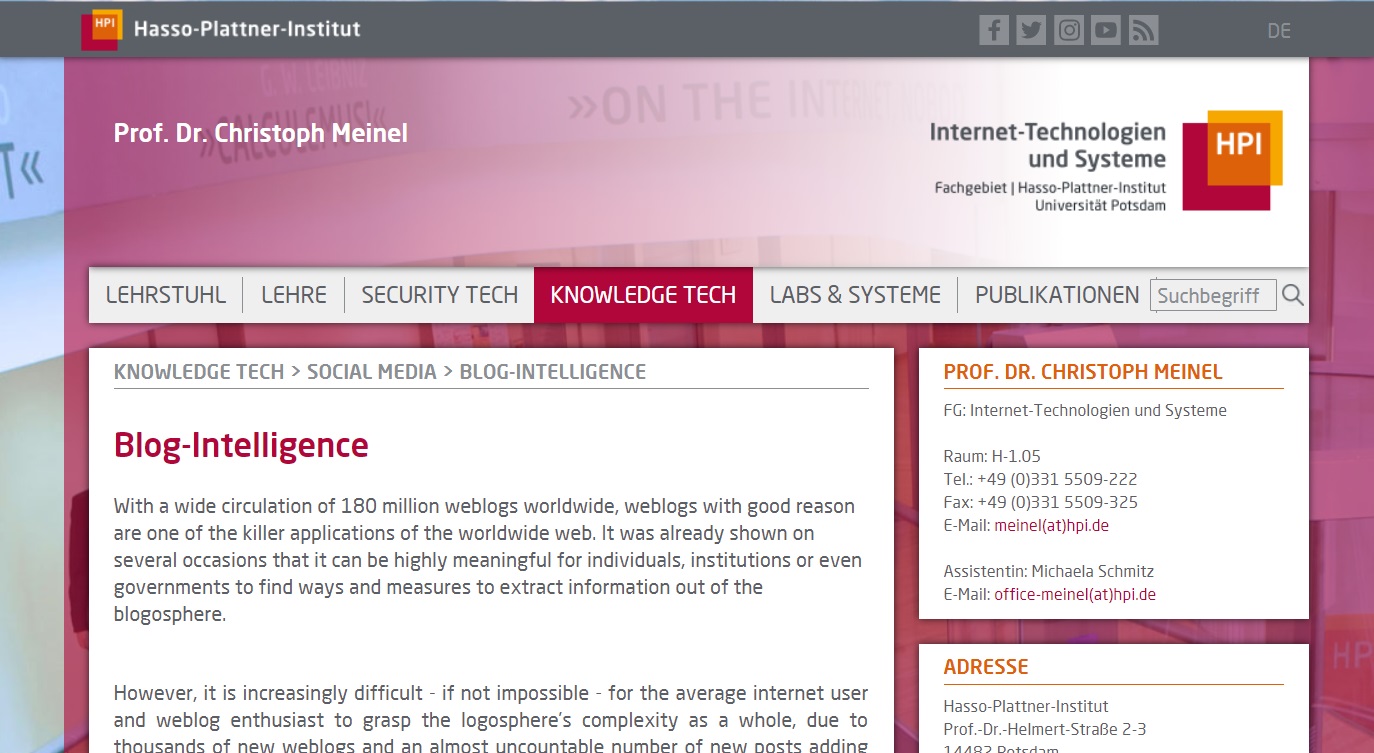 HPI Hasso-Plattner-Institut
DE
G. W. LEIBNIZ
»CALCULEMUS!«
»ON THE INTERNET NOBODY
T«
Prof. Dr. Christoph Meinel
Internet-Technologien
und Systeme
HPI
Fachgebiet | Hasso-Plattner-Institut
Universität Potsdam
LEHRSTUHL LEHRE SECURITY TECH KNOWLEDGE TECH LABS & SYSTEME PUBLIKATIONEN Suchbegriff
KNOWLEDGE TECH > SOCIAL MEDIA > BLOG-INTELLIGENCE
Blog-Intelligence
With a wide circulation of 180 million weblogs worldwide, weblogs with good reason
are one of the killer applications of the worldwide web. It was already shown on
several occasions that it can be highly meaningful for individuals, institutions or even
governments to find ways and measures to extract information out of the
blogosphere.
However, it is increasingly difficult - if not impossible - for the average internet user
and weblog enthusiast to grasp the logosphere's complexity as a whole, due to
thousands of new weblogs and an almost uncountable number of new posts adding
PROF. DR. CHRISTOPH MEINEL
FG: Internet-Technologien und Systeme
Raum: H-1.05
Tel.: +49 (0)331 5509-222
Fax: +49 (0)331 5509-325
E-Mail: meinel(at)hpi.de
Assistentin: Michaela Schmitz
E-Mail: office-meinel(at)hpi.de
ADRESSE
Hasso-Plattner-Institut
Prof.-Dr.-Helmert-Straße 2-3
14482 Potsdam
HP